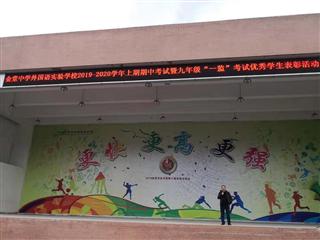 金堂中学外国语实验学校2019-2020学年上期期中考试暨九年级“一监”考试优秀学生表彰活动
更快 更高 更强